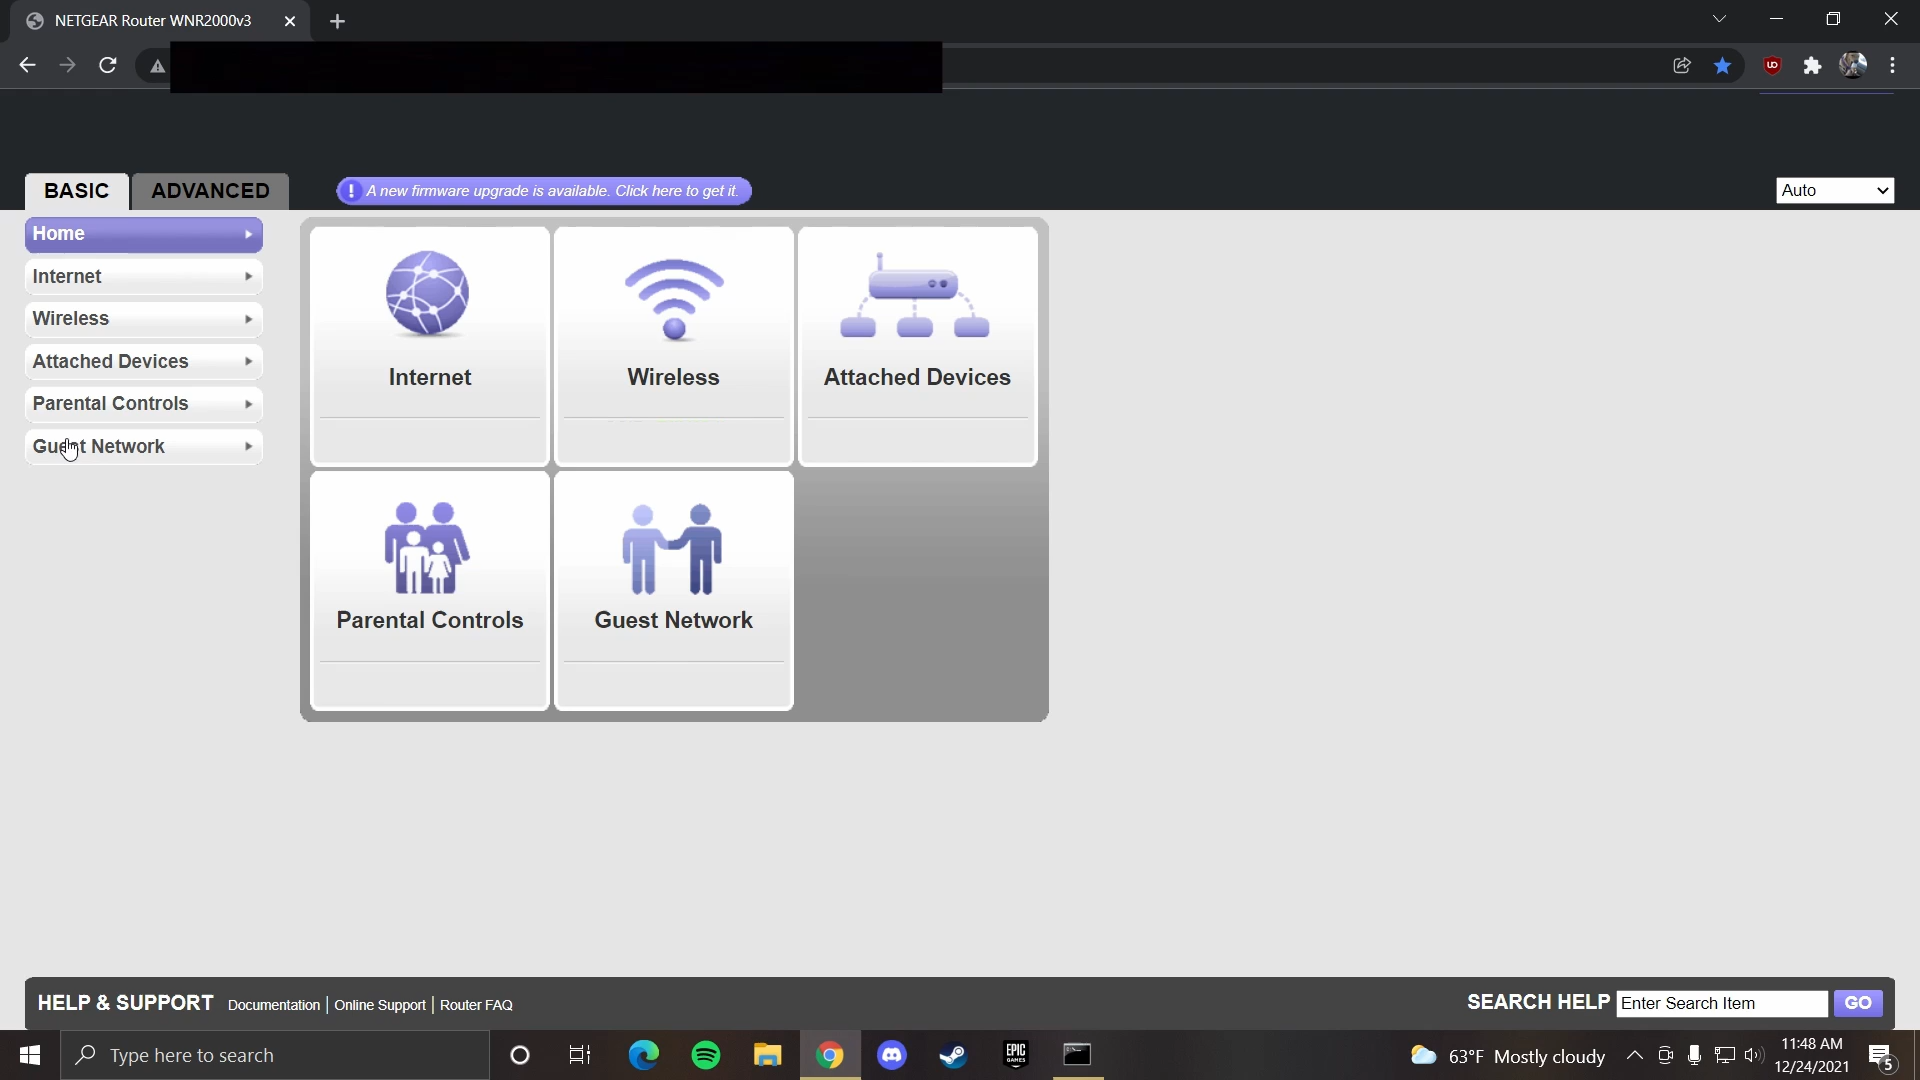 NETGEAR Router WNR2000v3
BASIC
ADVANCED
! A new firmware upgrade is available. Click here to get it.
Auto
Home
Internet
Wireless
Attached Devices
Parental Controls
Guest Network
Internet
Wireless
Attached Devices
Parental Controls
Guest Network
HELP & SUPPORT Documentation | Online Support | Router FAQ
SEARCH HELP Enter Search Item GO
Type here to search
EPIC
GAMES
63°F Mostly cloudy
11:48 AM
12/24/2021
5